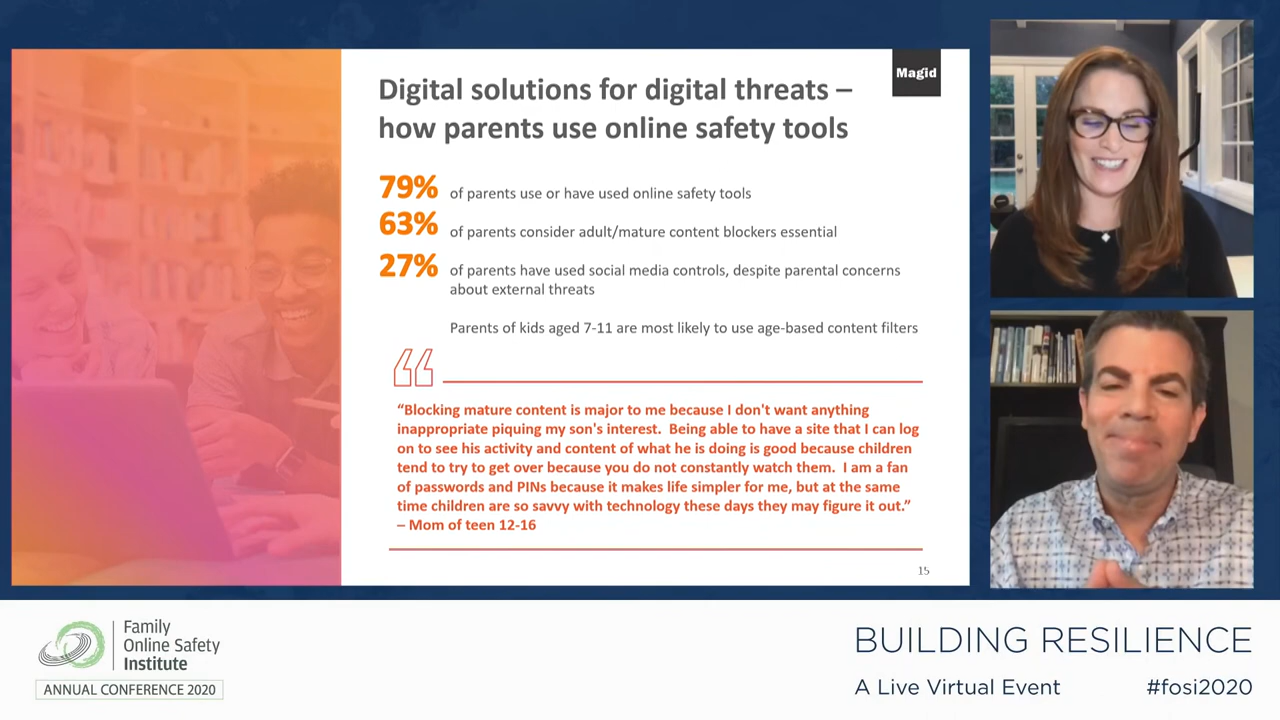 Digital solutions for digital threats –
how parents use online safety tools
Magid
79% of parents use or have used online safety tools
63% of parents consider adult/mature content blockers essential
27% of parents have used social media controls, despite parental concerns
about external threats
Parents of kids aged 7-11 are most likely to use age-based content filters
“Blocking mature content is major to me because I don't want anything
inappropriate piquing my son's interest.  Being able to have a site that I can log
on to see his activity and content of what he is doing is good because children
tend to try to get over because you do not constantly watch them.  I am a fan
of passwords and PINs because it makes life simpler for me, but at the same
time children are so savvy with technology these days they may figure it out.”
– Mom of teen 12-16
15
Family
Online Safety
Institute
ANNUAL CONFERENCE 2020
BUILDING RESILIENCE
A Live Virtual Event
#fosi2020